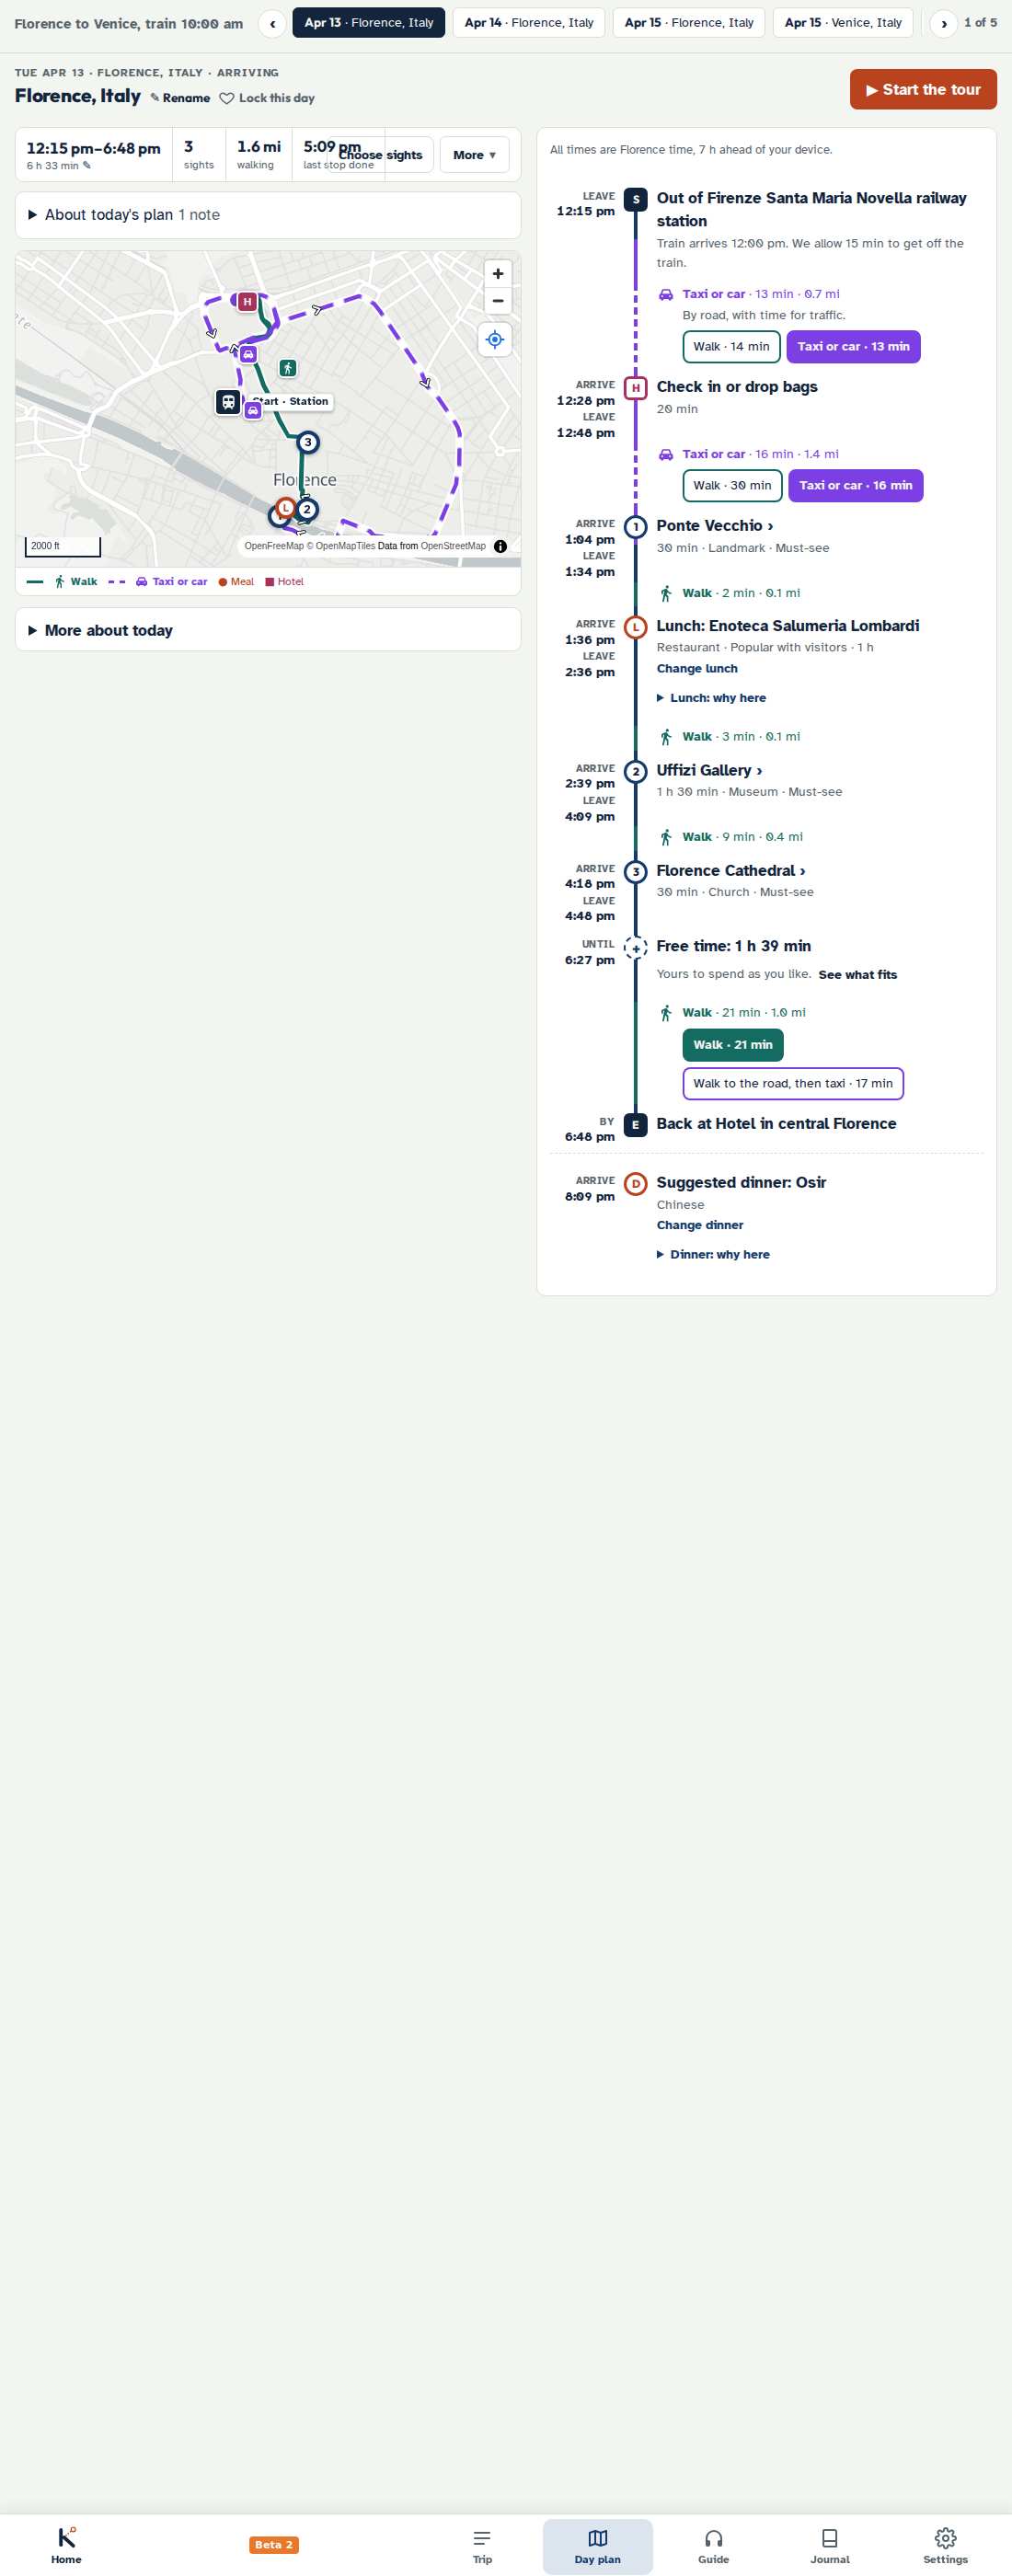 Florence to Venice, train 10:00 am
‹
Apr 13 · Florence, Italy
Apr 14 · Florence, Italy
Apr 15 · Florence, Italy
Apr 15 · Venice, Italy
›
1 of 5
TUE APR 13 · FLORENCE, ITALY · ARRIVING
Florence, Italy ✎ Rename Lock this day
▶ Start the tour
12:15 pm–6:48 pm
6 h 33 min ✎
3
sights
1.6 mi
walking
5:09 pm
last stop done
Choose sights
More ▾
▶ About today's plan 1 note
H
Start · Station
3
Florence
L
2
+
−
2000 ft
OpenFreeMap © OpenMapTiles Data from OpenStreetMap
Walk
Taxi or car
Meal
Hotel
▶ More about today
All times are Florence time, 7 h ahead of your device.
LEAVE
12:15 pm
S
Out of Firenze Santa Maria Novella railway
station
Train arrives 12:00 pm. We allow 15 min to get off the
train.
Taxi or car · 13 min · 0.7 mi
By road, with time for traffic.
Walk · 14 min
Taxi or car · 13 min
ARRIVE
12:28 pm
LEAVE
12:48 pm
H
Check in or drop bags
20 min
Taxi or car · 16 min · 1.4 mi
Walk · 30 min
Taxi or car · 16 min
ARRIVE
1:04 pm
LEAVE
1:34 pm
1
Ponte Vecchio ›
30 min · Landmark · Must-see
Walk · 2 min · 0.1 mi
ARRIVE
1:36 pm
LEAVE
2:36 pm
L
Lunch: Enoteca Salumeria Lombardi
Restaurant · Popular with visitors · 1 h
Change lunch
▶ Lunch: why here
Walk · 3 min · 0.1 mi
ARRIVE
2:39 pm
LEAVE
4:09 pm
2
Uffizi Gallery ›
1 h 30 min · Museum · Must-see
Walk · 9 min · 0.4 mi
ARRIVE
4:18 pm
LEAVE
4:48 pm
3
Florence Cathedral ›
30 min · Church · Must-see
UNTIL
6:27 pm
+
Free time: 1 h 39 min
Yours to spend as you like. See what fits
Walk · 21 min · 1.0 mi
Walk · 21 min
Walk to the road, then taxi · 17 min
BY
6:48 pm
E
Back at Hotel in central Florence
ARRIVE
8:09 pm
D
Suggested dinner: Osir
Chinese
Change dinner
▶ Dinner: why here
Home
Beta 2
Trip
Day plan
Guide
Journal
Settings